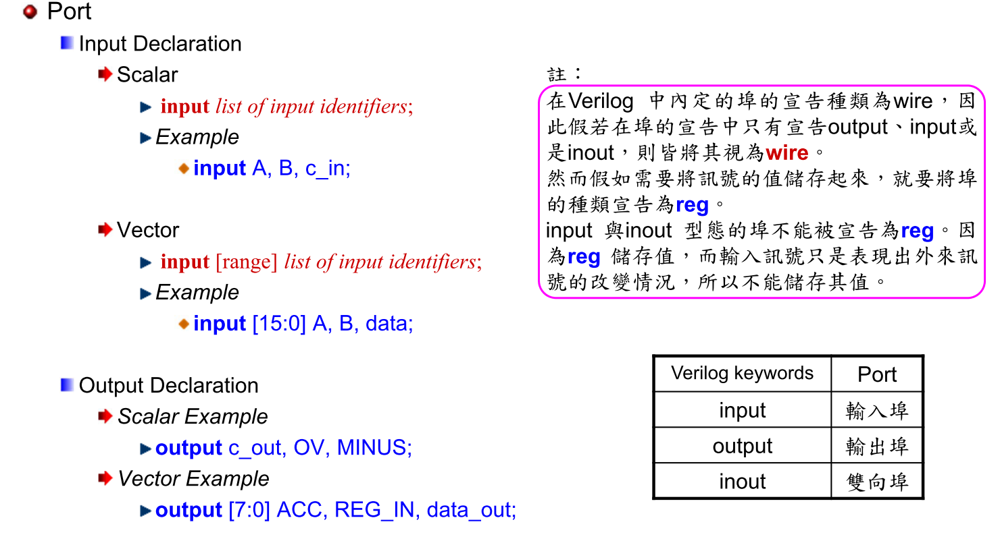 Port
Input Declaration
Scalar
input list of input identifiers;
Example
input A, B, c_in;
Vector
input [range] list of input identifiers;
Example
input [15:0] A, B, data;
Output Declaration
Scalar Example
output c_out, OV, MINUS;
Vector Example
output [7:0] ACC, REG_IN, data_out;
註：
在Verilog 中內定的埠的宣告種類為wire，因
此假若在埠的宣告中只有宣告output、input或
是inout，則皆將其視為wire。
然而假如需要將訊號的值儲存起來，就要將埠
的種類宣告為reg。
input 與inout 型態的埠不能被宣告為reg。因
為reg 儲存值，而輸入訊號只是表現出外來訊
號的改變情況，所以不能儲存其值。
Verilog keywords Port
input 輸入埠
output 輸出埠
inout 雙向埠